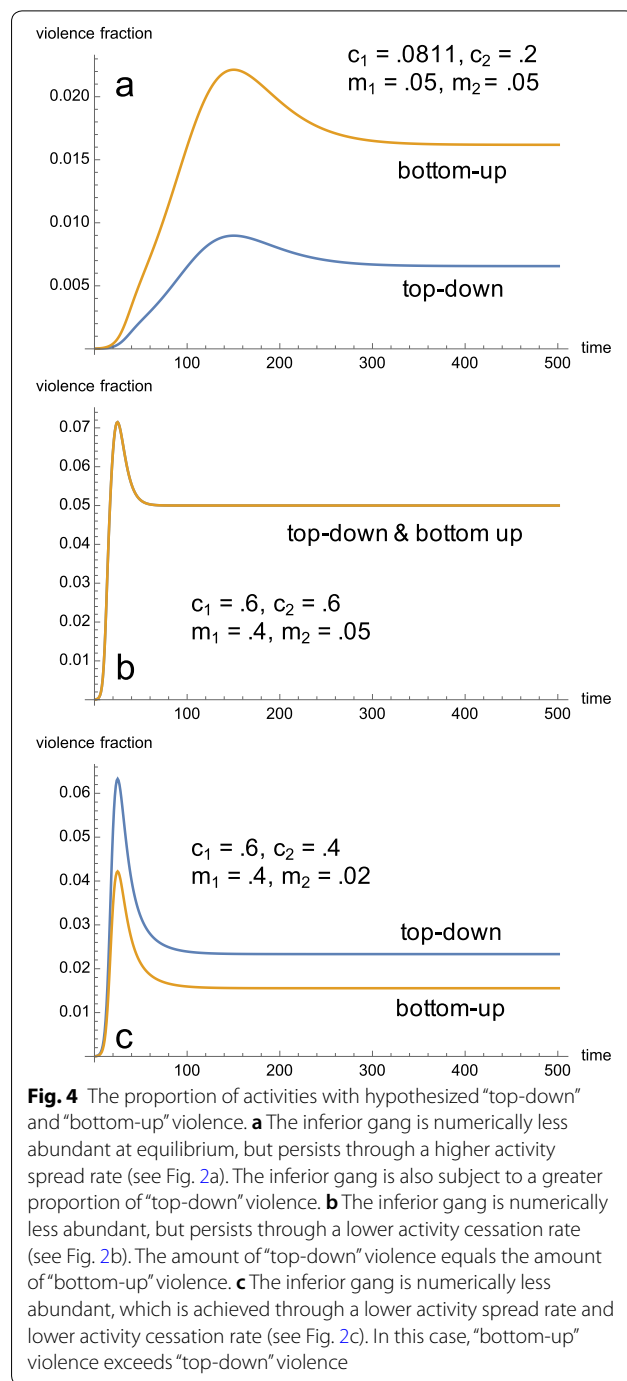 violence fraction
a
c1 = .0811, c2 = .2
m1 = .05, m2 = .05
0.020
0.015
0.010
0.005
bottom-up
top-down
100 200 300 400 500
time
violence fraction
0.07
0.06
0.05
0.04
0.03
0.02
0.01
top-down & bottom up
c1 = .6, c2 = .6
m1 = .4, m2 = .05
b
100 200 300 400 500
time
violence fraction
0.06
0.05
0.04
0.03
0.02
0.01
c1 = .6, c2 = .4
m1 = .4, m2 = .02
top-down
bottom-up
c
100 200 300 400 500
time
Fig. 4 The proportion of activities with hypothesized “top-down”
and “bottom-up” violence. a The inferior gang is numerically less
abundant at equilibrium, but persists through a higher activity
spread rate (see Fig. 2a). The inferior gang is also subject to a greater
proportion of “top-down” violence. b The inferior gang is numerically
less abundant, but persists through a lower activity cessation rate
(see Fig. 2b). The amount of “top-down” violence equals the amount
of “bottom-up” violence. c The inferior gang is numerically less
abundant, which is achieved through a lower activity spread rate and
lower activity cessation rate (see Fig. 2c). In this case, “bottom-up”
violence exceeds “top-down” violence